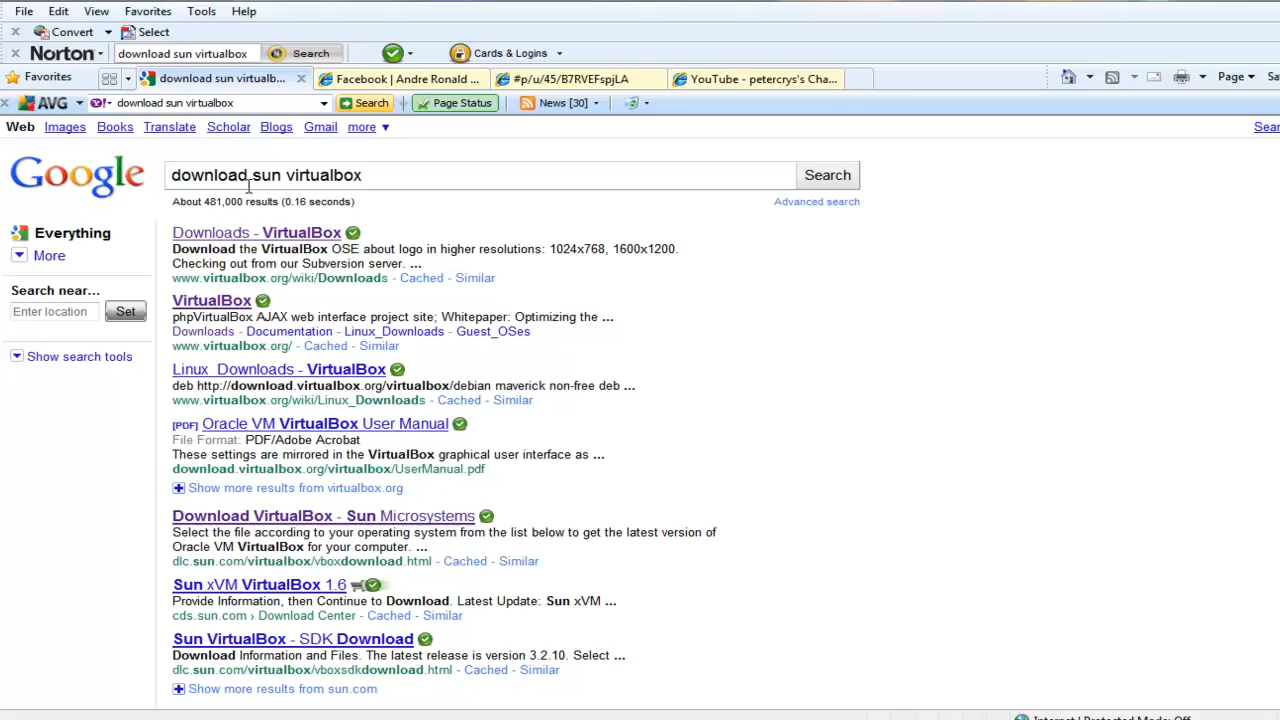 File Edit View Favorites Tools Help
Convert Select
Norton download sun virtualbox Search Cards & Logins
Favorites download sun virtualb... Facebook | Andre Ronald ... #p/u/45/B7RVEFspjLA YouTube - petercrys's Cha... Page
AVG Y! download sun virtualbox Search Page Status News [30]
Web Images Books Translate Scholar Blogs Gmail more
Google download sun virtualbox Search
About 481,000 results (0.16 seconds) Advanced search
Everything
More
Search near...
Enter location Set
Show search tools
Downloads - VirtualBox
Download the VirtualBox OSE about logo in higher resolutions: 1024x768, 1600x1200.
Checking out from our Subversion server. ...
www.virtualbox.org/wiki/Downloads - Cached - Similar
VirtualBox
phpVirtualBox AJAX web interface project site; Whitepaper: Optimizing the ...
Downloads - Documentation - Linux_Downloads - Guest_OSes
www.virtualbox.org/ - Cached - Similar
Linux_Downloads - VirtualBox
deb http://download.virtualbox.org/virtualbox/debian maverick non-free deb ...
www.virtualbox.org/wiki/Linux_Downloads - Cached - Similar
[PDF] Oracle VM VirtualBox User Manual
File Format: PDF/Adobe Acrobat
These settings are mirrored in the VirtualBox graphical user interface as ...
download.virtualbox.org/virtualbox/UserManual.pdf
Show more results from virtualbox.org
Download VirtualBox - Sun Microsystems
Select the file according to your operating system from the list below to get the latest version of
Oracle VM VirtualBox for your computer. ...
dlc.sun.com/virtualbox/vboxdownload.html - Cached - Similar
Sun xVM VirtualBox 1.6
Provide Information, then Continue to Download. Latest Update: Sun xVM ...
cds.sun.com › Download Center - Cached - Similar
Sun VirtualBox - SDK Download
Download Information and Files. The latest release is version 3.2.10. Select ...
dlc.sun.com/virtualbox/vboxsdkdownload.html - Cached - Similar
Show more results from sun.com
Internet | Protected Mode: Off